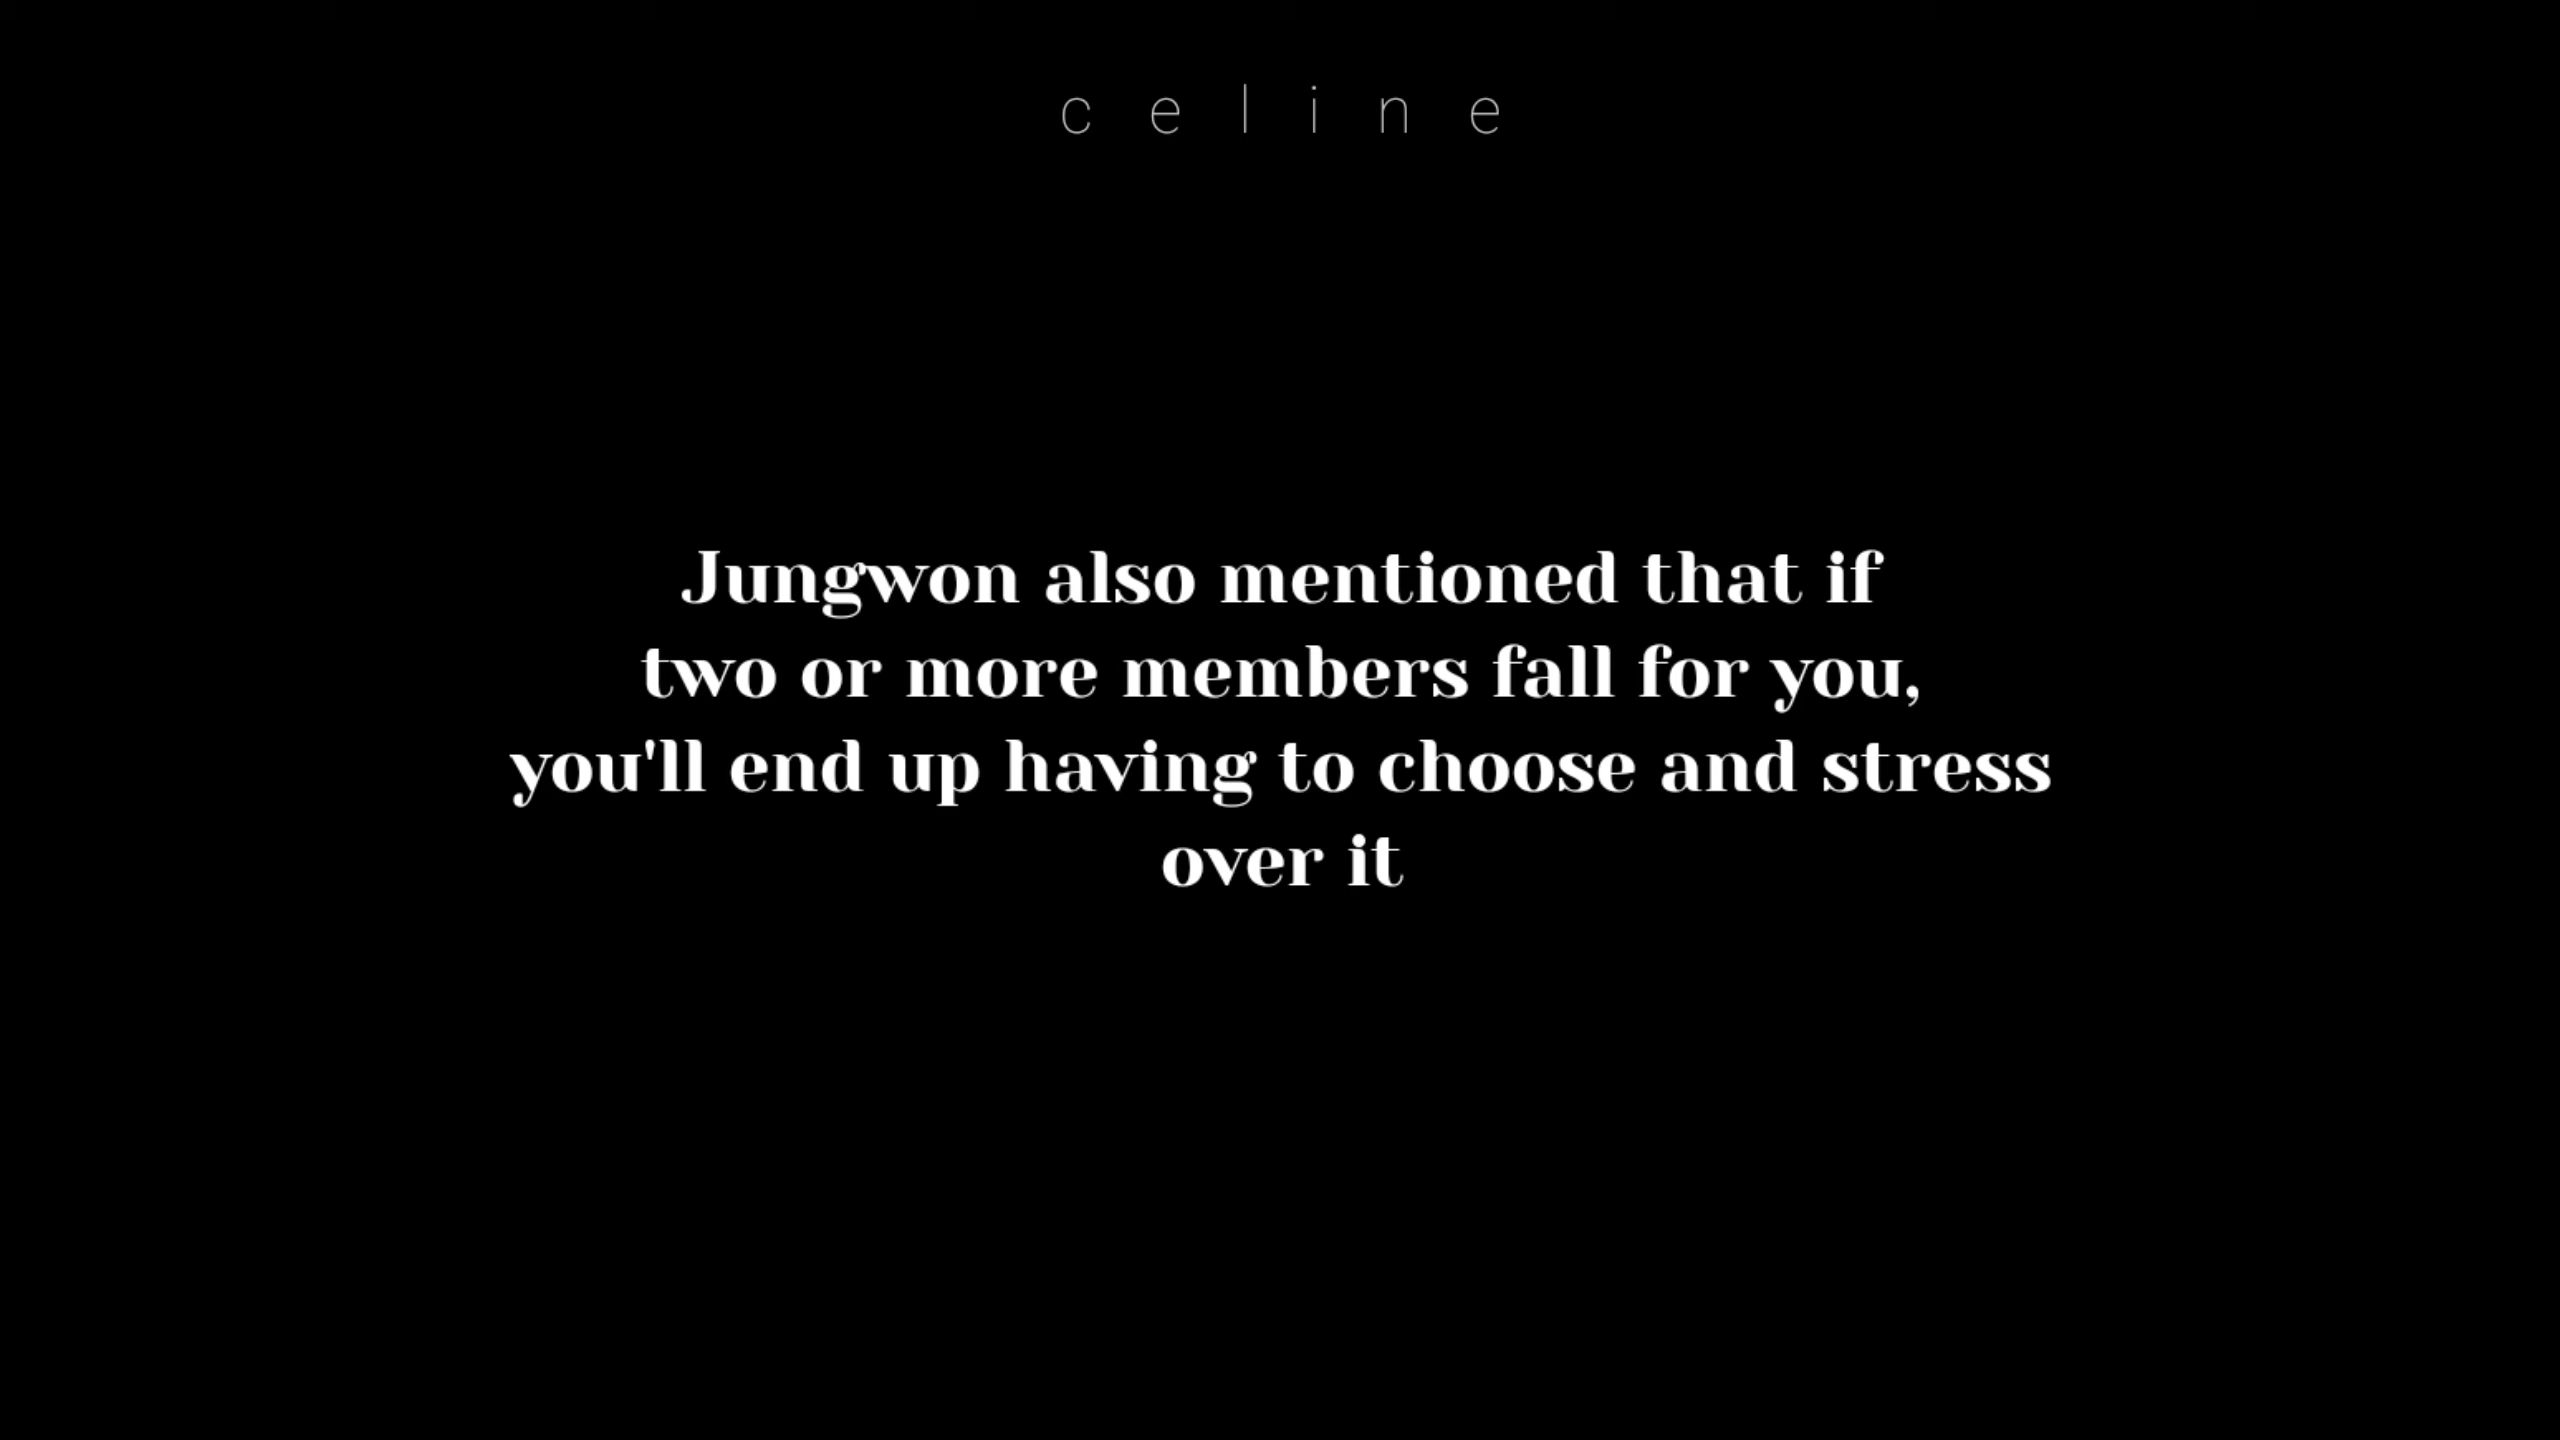 celine
Jungwon also mentioned that if
two or more members fall for you,
you'll end up having to choose and stress
over it